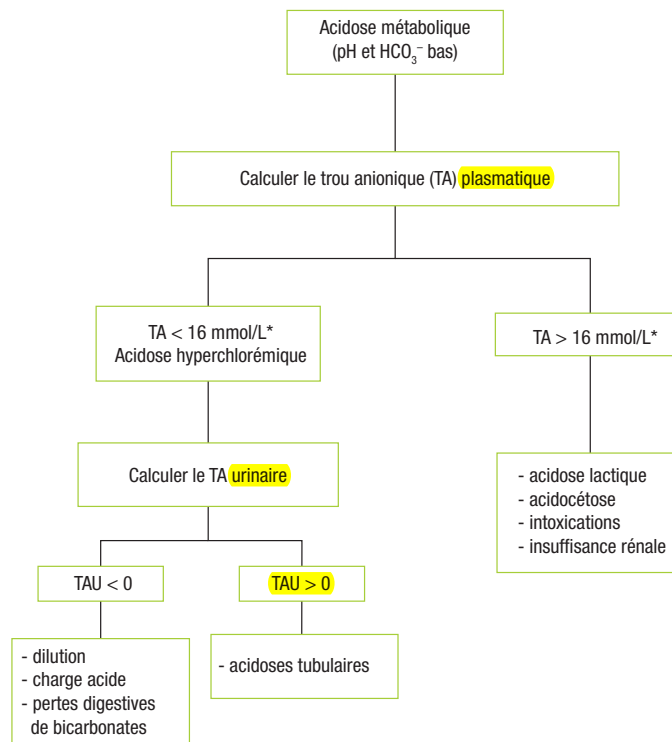 Acidose métabolique
(pH et HCO₃⁻ bas)
Calculer le trou anionique (TA) plasmatique
TA < 16 mmol/L*
Acidose hyperchlorémique
TA > 16 mmol/L*
Calculer le TA urinaire
- acidose lactique
- acidocétose
- intoxications
- insuffisance rénale
TAU < 0
TAU > 0
- dilution
- charge acide
- pertes digestives
de bicarbonates
- acidoses tubulaires